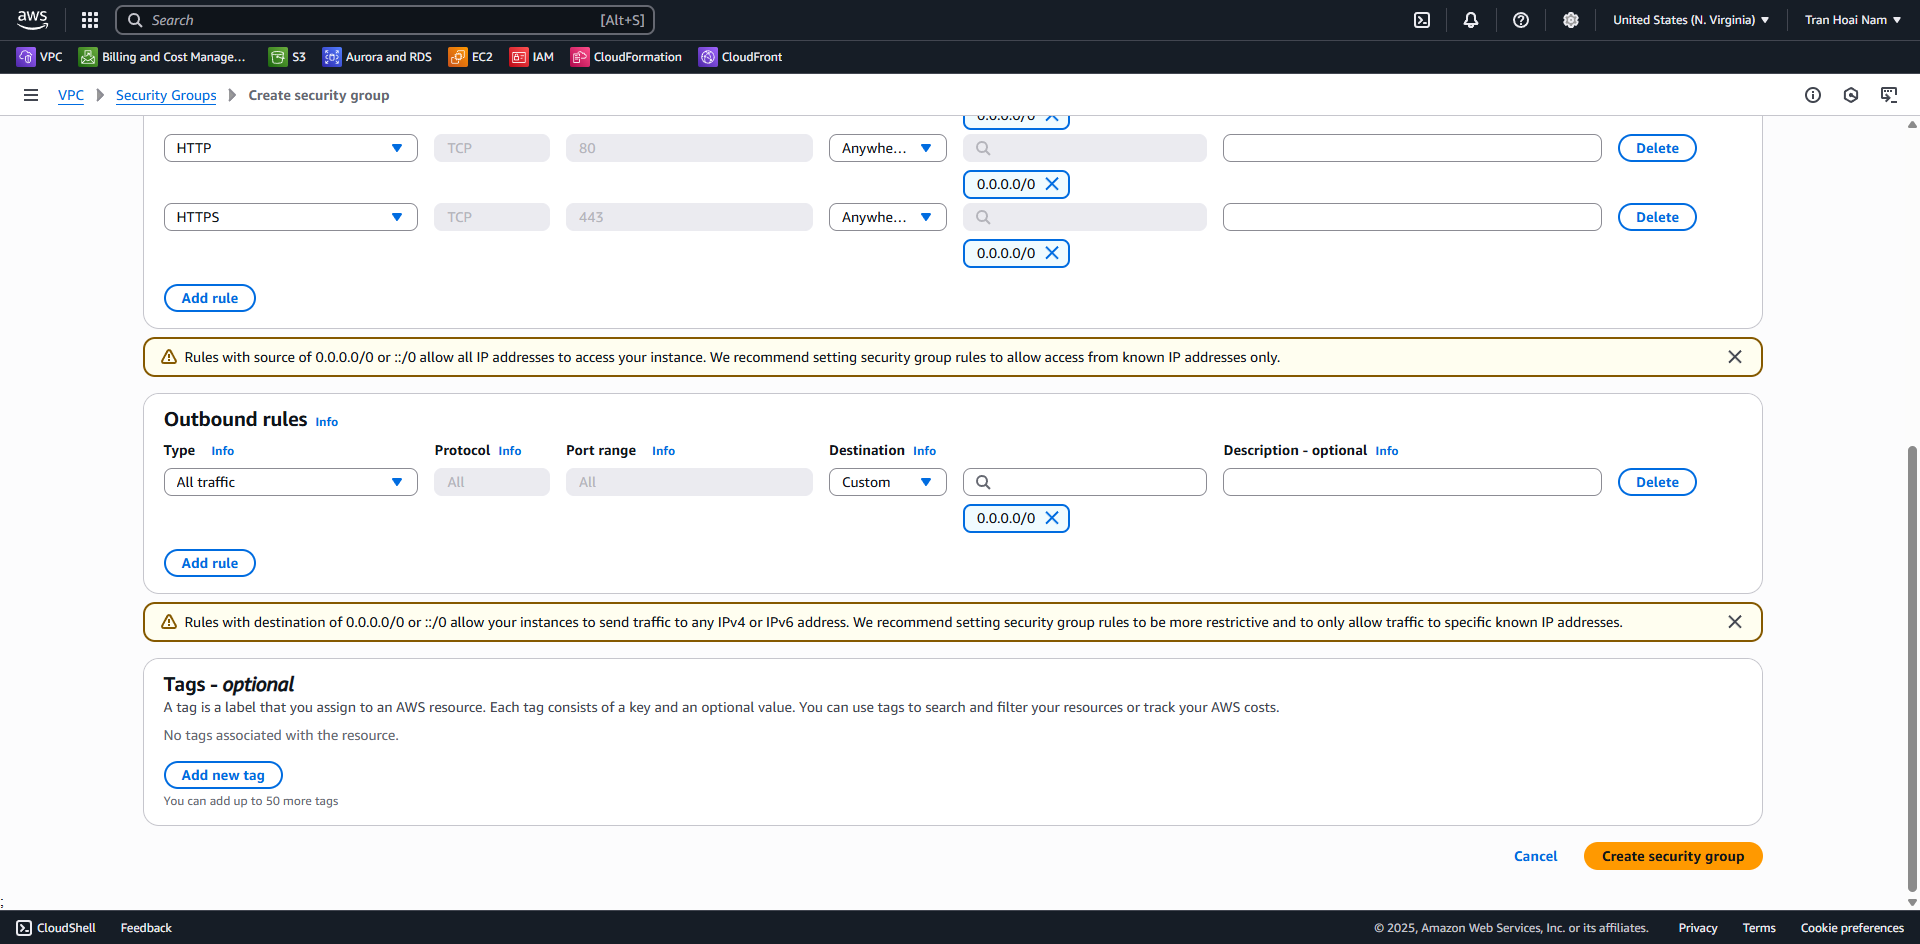 aws
Search [Alt+S] United States (N. Virginia) Tran Hoai Nam
VPC Billing and Cost Manage... S3 Aurora and RDS EC2 IAM CloudFormation CloudFront
VPC Security Groups Create security group
0.0.0.0/0
HTTP TCP 80 Anywhe... Delete
0.0.0.0/0
HTTPS TCP 443 Anywhe... Delete
0.0.0.0/0
Add rule
Rules with source of 0.0.0.0/0 or ::/0 allow all IP addresses to access your instance. We recommend setting security group rules to allow access from known IP addresses only.
Outbound rules Info
Type Info Protocol Info Port range Info Destination Info Description - optional Info
All traffic All All Custom Delete
0.0.0.0/0
Add rule
Rules with destination of 0.0.0.0/0 or ::/0 allow your instances to send traffic to any IPv4 or IPv6 address. We recommend setting security group rules to be more restrictive and to only allow traffic to specific known IP addresses.
Tags - optional
A tag is a label that you assign to an AWS resource. Each tag consists of a key and an optional value. You can use tags to search and filter your resources or track your AWS costs.
No tags associated with the resource.
Add new tag
You can add up to 50 more tags
Cancel Create security group
;
CloudShell Feedback © 2025, Amazon Web Services, Inc. or its affiliates. Privacy Terms Cookie preferences